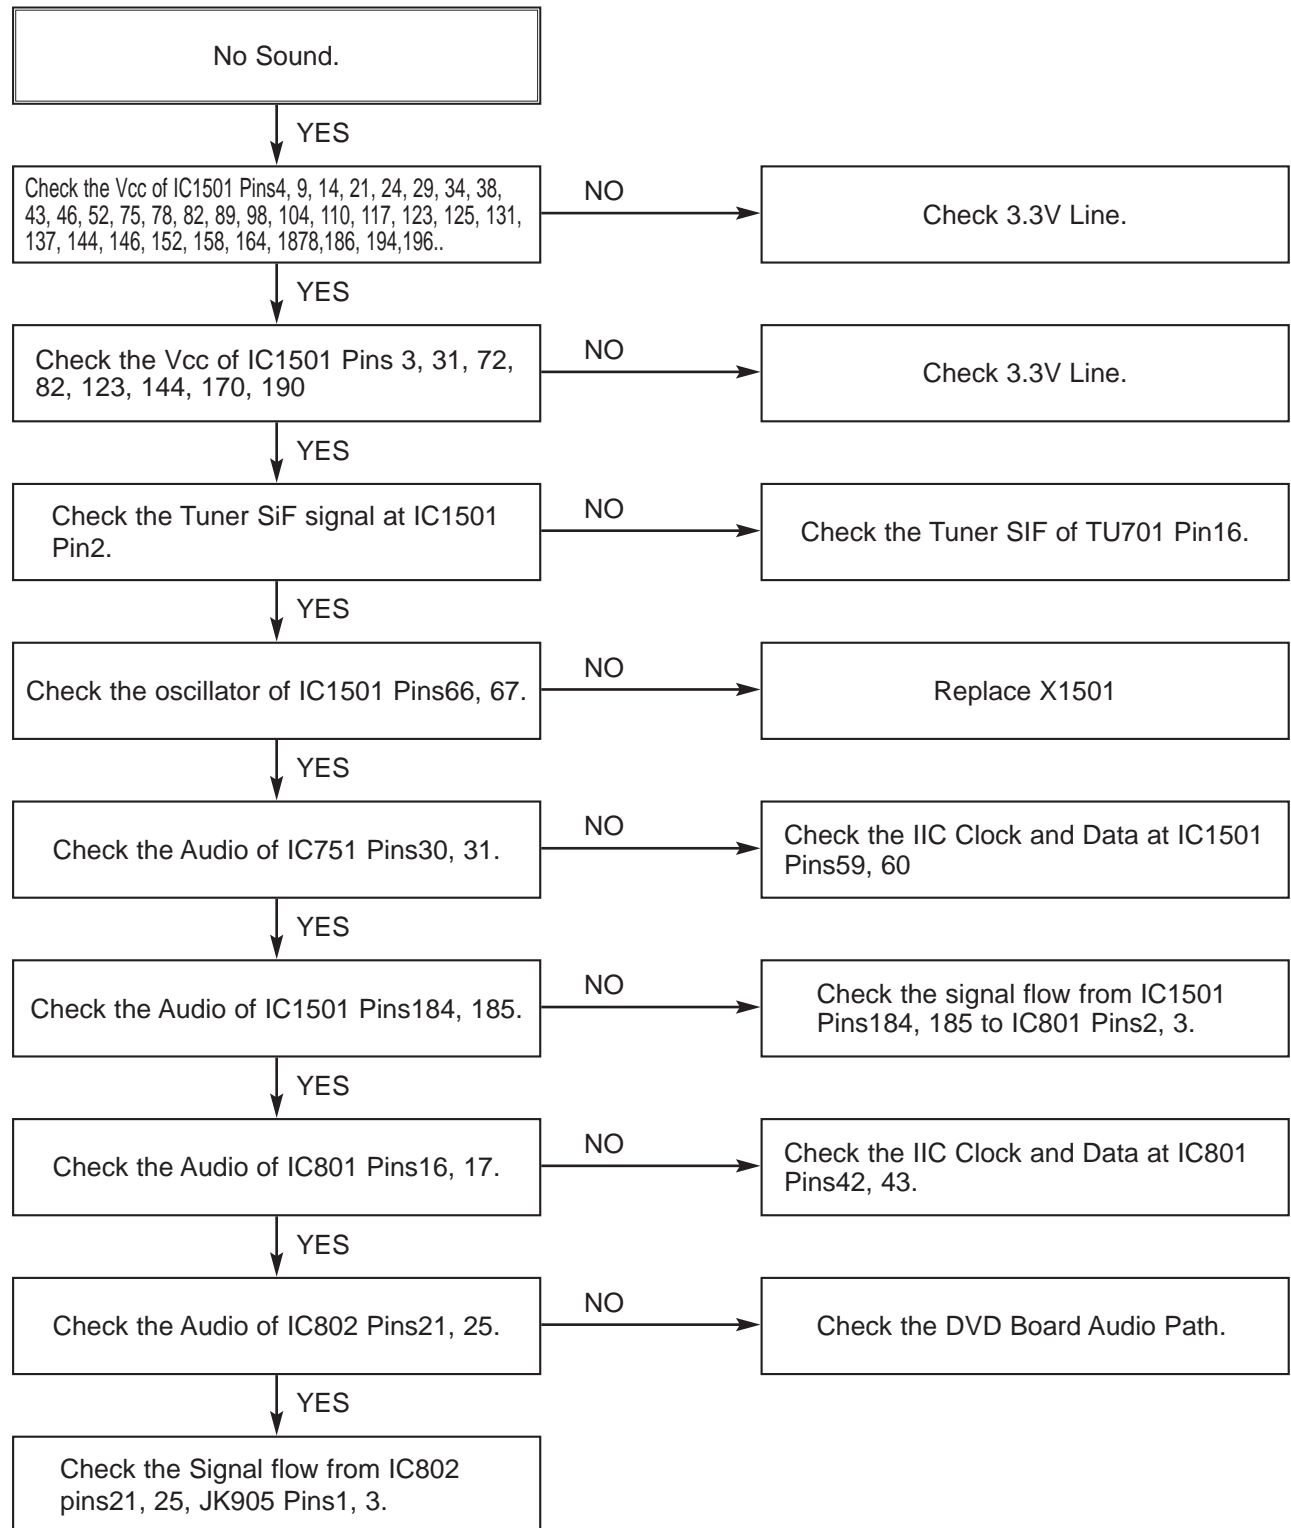 No Sound.
YES
Check the Vcc of IC1501 Pins4, 9, 14, 21, 24, 29, 34, 38,
43, 46, 52, 75, 78, 82, 89, 98, 104, 110, 117, 123, 125, 131,
137, 144, 146, 152, 158, 164, 1878,186, 194,196..
NO
Check 3.3V Line.
YES
Check the Vcc of IC1501 Pins 3, 31, 72,
82, 123, 144, 170, 190
NO
Check 3.3V Line.
YES
Check the Tuner SiF signal at IC1501
Pin2.
NO
Check the Tuner SIF of TU701 Pin16.
YES
Check the oscillator of IC1501 Pins66, 67.
NO
Replace X1501
YES
Check the Audio of IC751 Pins30, 31.
NO
Check the IIC Clock and Data at IC1501
Pins59, 60
YES
Check the Audio of IC1501 Pins184, 185.
NO
Check the signal flow from IC1501
Pins184, 185 to IC801 Pins2, 3.
YES
Check the Audio of IC801 Pins16, 17.
NO
Check the IIC Clock and Data at IC801
Pins42, 43.
YES
Check the Audio of IC802 Pins21, 25.
NO
Check the DVD Board Audio Path.
YES
Check the Signal flow from IC802
pins21, 25, JK905 Pins1, 3.